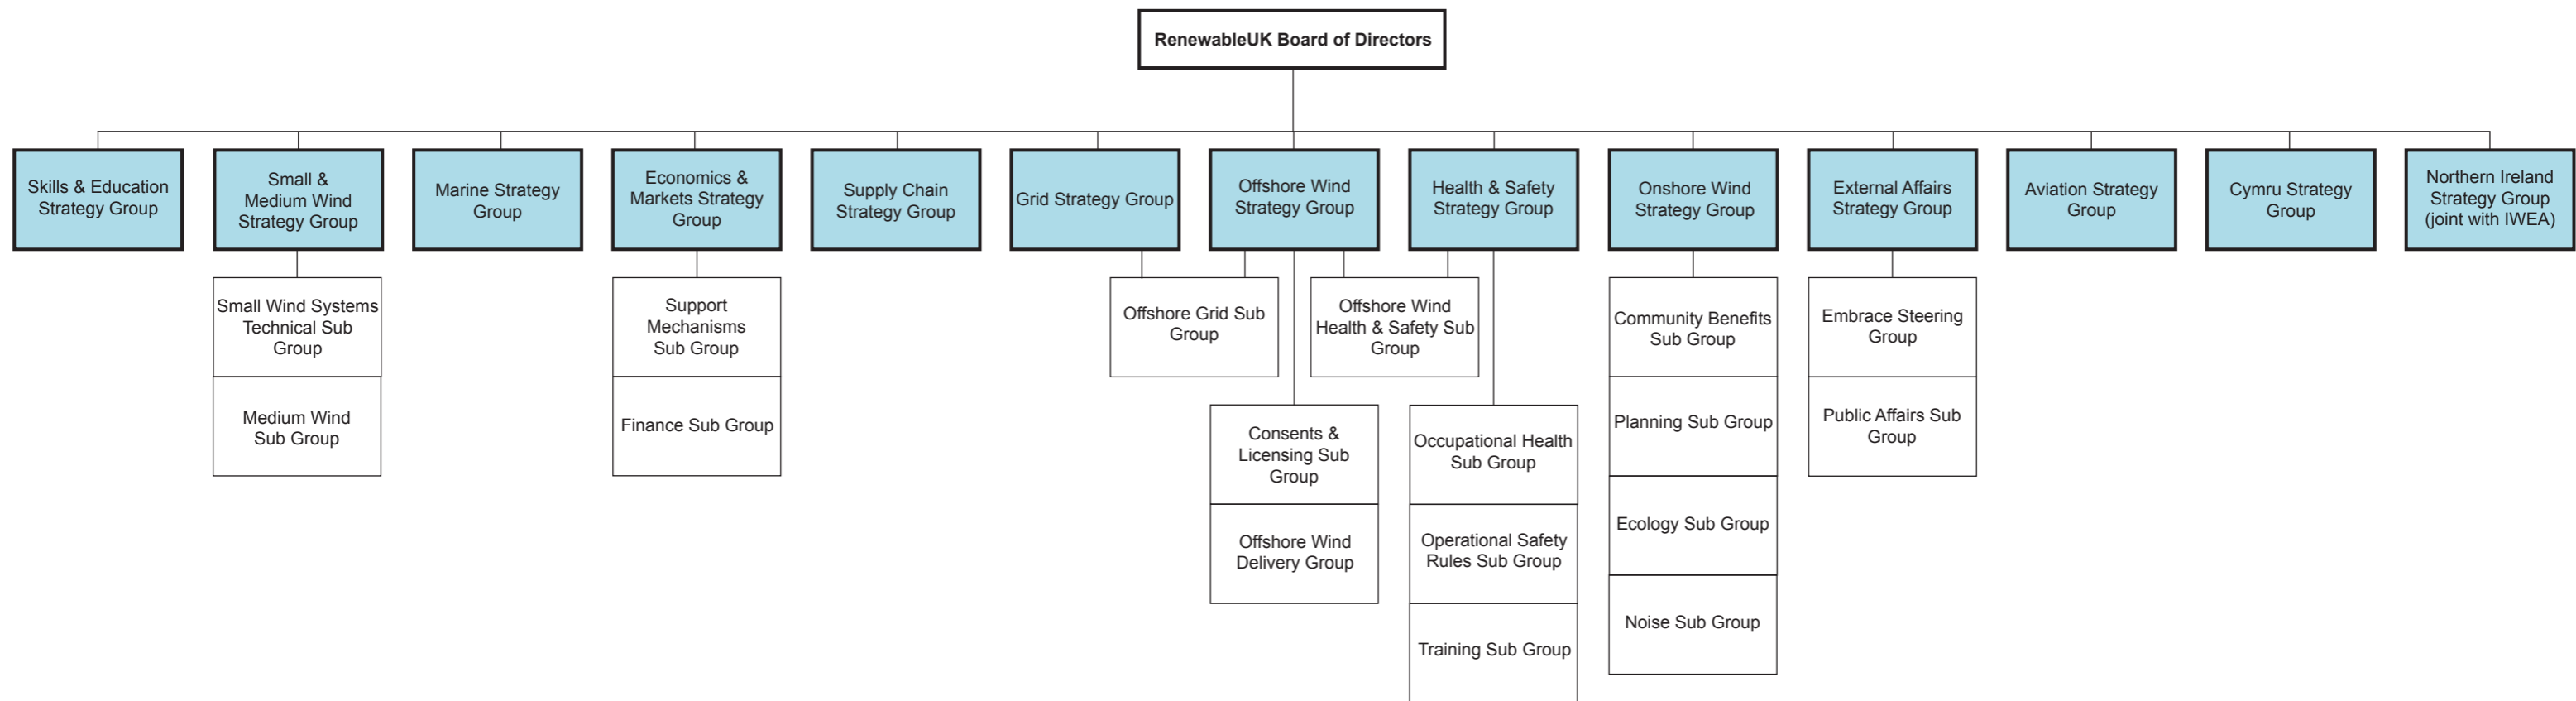 RenewableUK Board of Directors
Skills & Education
Strategy Group
Small &
Medium Wind
Strategy Group
Marine Strategy
Group
Economics &
Markets Strategy
Group
Supply Chain
Strategy Group
Grid Strategy Group
Offshore Wind
Strategy Group
Health & Safety
Strategy Group
Onshore Wind
Strategy Group
External Affairs
Strategy Group
Aviation Strategy
Group
Cymru Strategy
Group
Northern Ireland
Strategy Group
(joint with IWEA)
Small Wind Systems
Technical Sub
Group
Medium Wind
Sub Group
Support
Mechanisms
Sub Group
Finance Sub Group
Offshore Grid Sub
Group
Offshore Wind
Health & Safety Sub
Group
Consents &
Licensing Sub
Group
Offshore Wind
Delivery Group
Occupational Health
Sub Group
Operational Safety
Rules Sub Group
Training Sub Group
Community Benefits
Sub Group
Planning Sub Group
Ecology Sub Group
Noise Sub Group
Embrace Steering
Group
Public Affairs Sub
Group